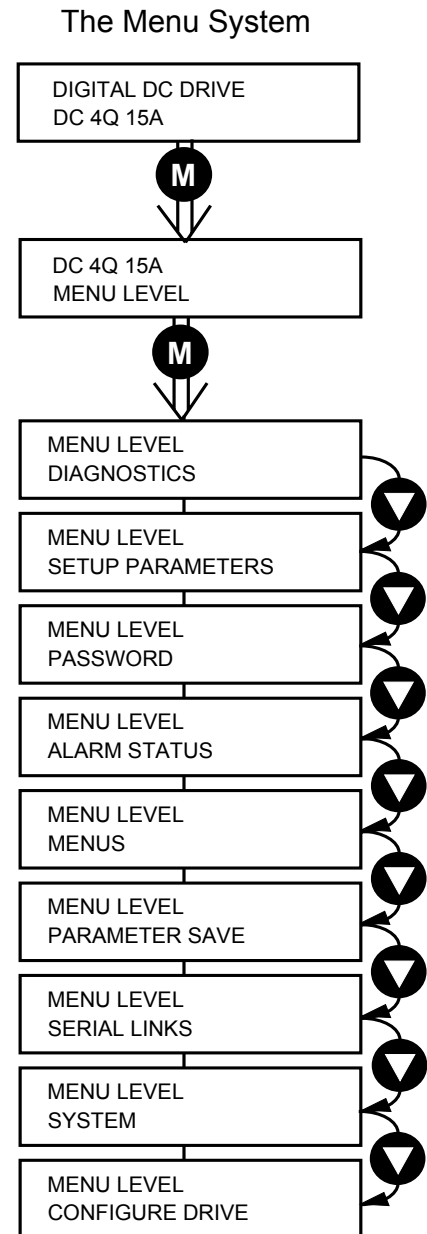 The Menu System
DIGITAL DC DRIVE
DC 4Q 15A
M
DC 4Q 15A
MENU LEVEL
M
MENU LEVEL
DIAGNOSTICS
MENU LEVEL
SETUP PARAMETERS
MENU LEVEL
PASSWORD
MENU LEVEL
ALARM STATUS
MENU LEVEL
MENUS
MENU LEVEL
PARAMETER SAVE
MENU LEVEL
SERIAL LINKS
MENU LEVEL
SYSTEM
MENU LEVEL
CONFIGURE DRIVE